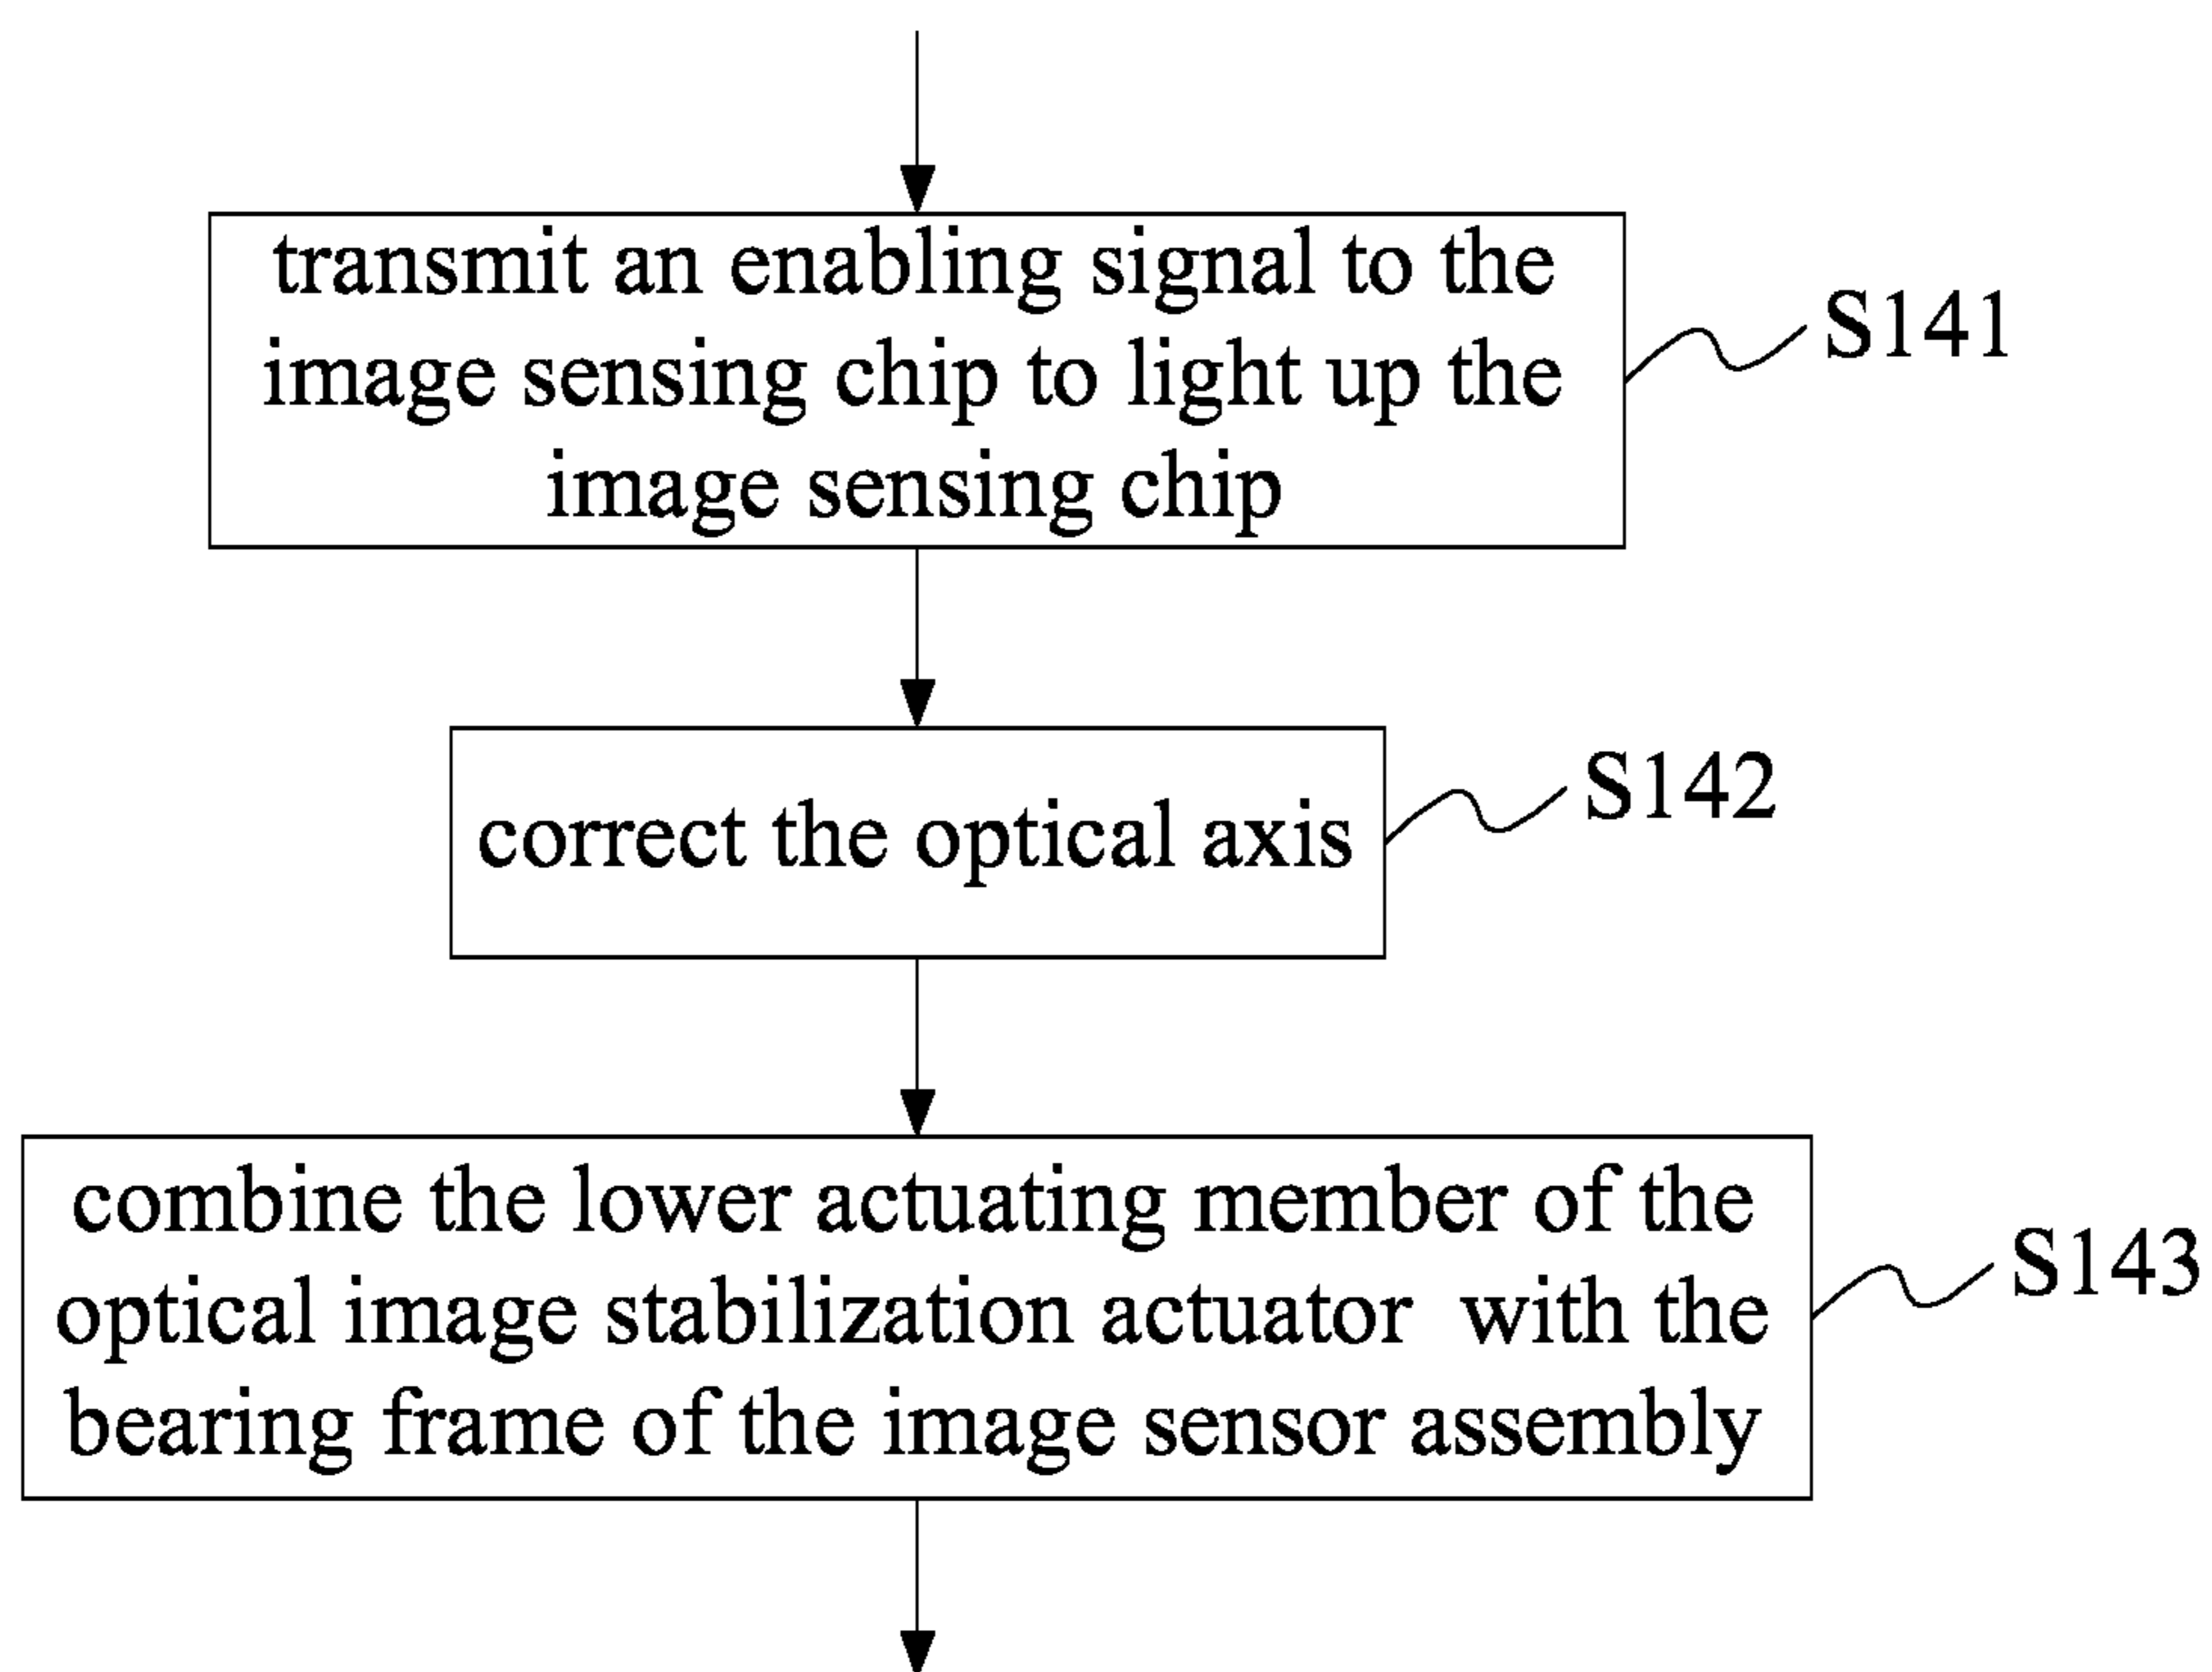 transmit an enabling signal to the
image sensing chip to light up the
image sensing chip
S141
correct the optical axis
S142
combine the lower actuating member of the
optical image stabilization actuator with the
bearing frame of the image sensor assembly
S143